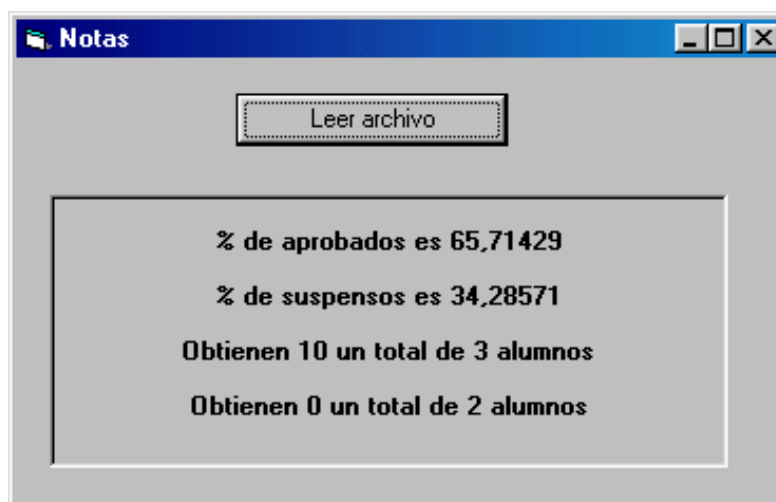 Notas
Leer archivo
% de aprobados es 65,71429
% de suspensos es 34,28571
Obtienen 10 un total de 3 alumnos
Obtienen 0 un total de 2 alumnos